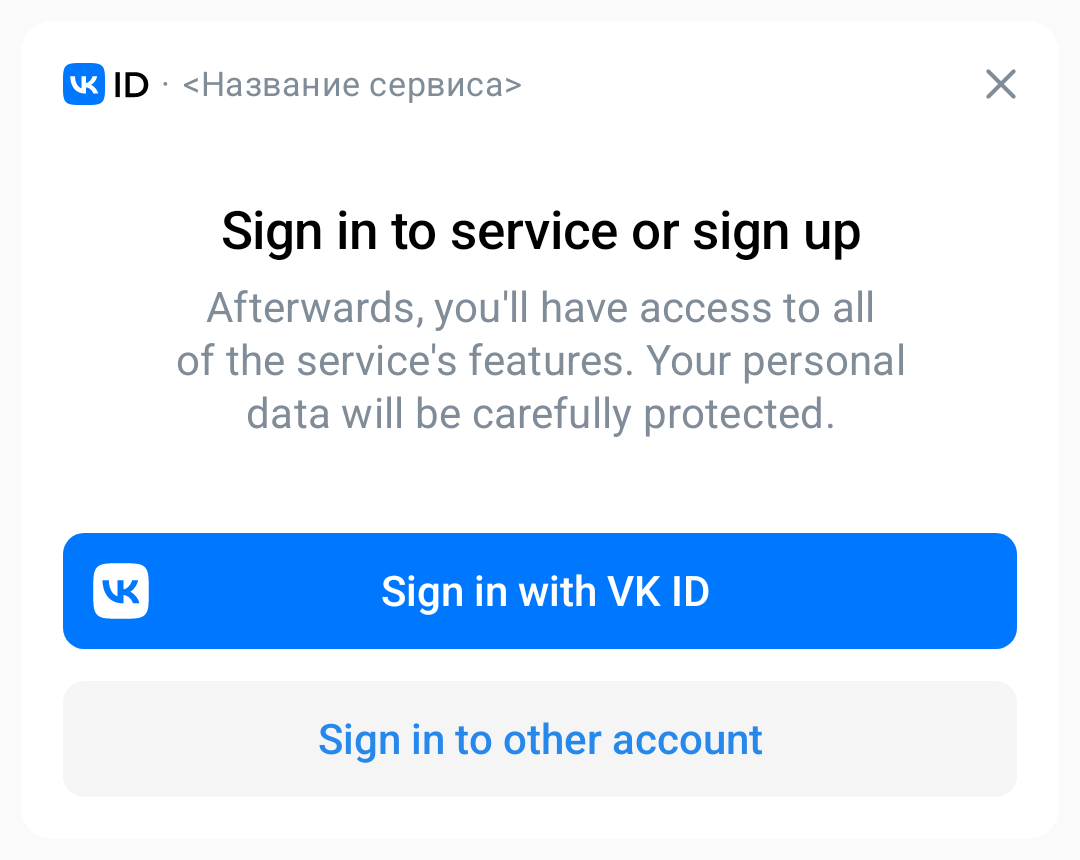 VK ID · <Название сервиса>
Sign in to service or sign up
Afterwards, you'll have access to all
of the service's features. Your personal
data will be carefully protected.
VK Sign in with VK ID
Sign in to other account